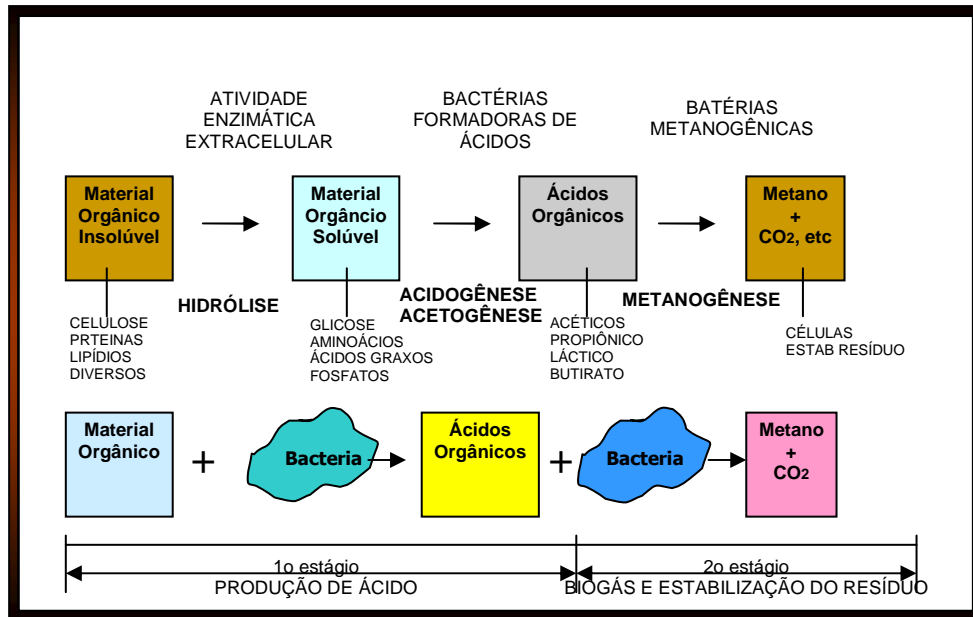 ATIVIDADE
ENZIMÁTICA
EXTRACELULAR
BACTÉRIAS
FORMADORAS DE
ÁCIDOS
BATÉRIAS
METANOGÊNICAS
Material
Orgânico
Insolúvel
Material
Orgâncio
Solúvel
Ácidos
Orgânicos
Metano
+
CO2, etc
HIDRÓLISE
ACIDOGÊNESE
ACETOGÊNESE
METANOGÊNESE
CELULOSE
PRTEINAS
LIPÍDIOS
DIVERSOS
GLICOSE
AMINOÁCIOS
ÁCIDOS GRAXOS
FOSFATOS
ACÉTICOS
PROPIÔNICO
LÁCTICO
BUTIRATO
CÉLULAS
ESTAB RESÍDUO
Material
Orgânico
+
Bacteria
Ácidos
Orgânicos
+
Bacteria
Metano
+
CO2
1o estágio
PRODUÇÃO DE ÁCIDO
2o estágio
BIOGÁS E ESTABILIZAÇÃO DO RESÍDUO